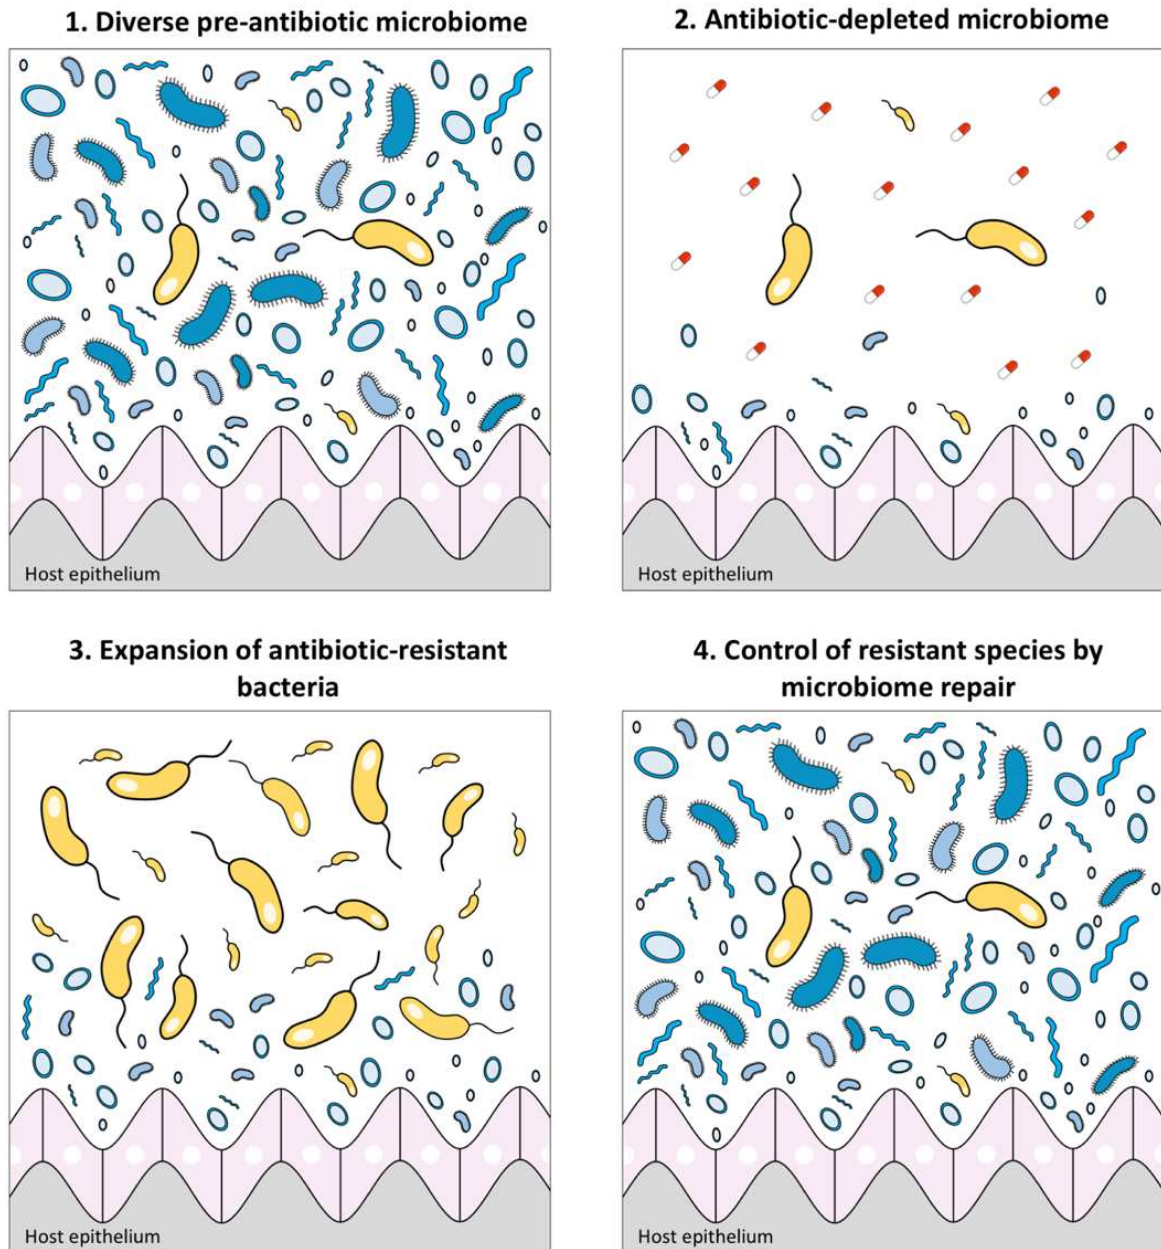 1. Diverse pre-antibiotic microbiome
2. Antibiotic-depleted microbiome
Host epithelium
Host epithelium
3. Expansion of antibiotic-resistant
bacteria
4. Control of resistant species by
microbiome repair
Host epithelium
Host epithelium